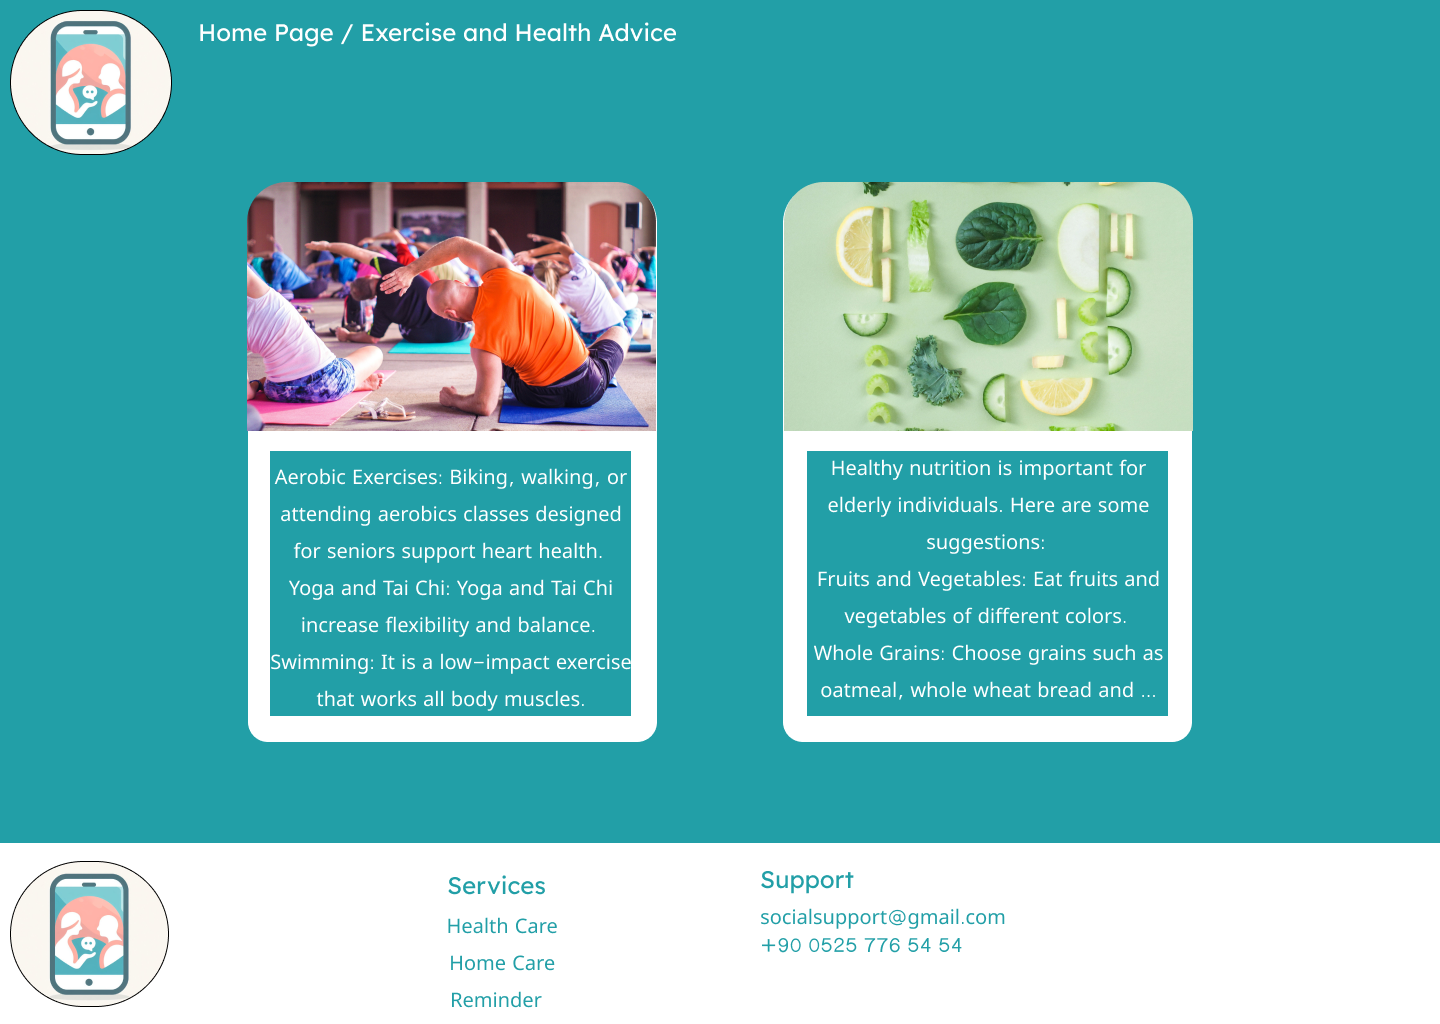 Home Page / Exercise and Health Advice
Aerobic Exercises: Biking, walking, or
attending aerobics classes designed
for seniors support heart health.
Yoga and Tai Chi: Yoga and Tai Chi
increase flexibility and balance.
Swimming: It is a low-impact exercise
that works all body muscles.
Healthy nutrition is important for
elderly individuals. Here are some
suggestions:
Fruits and Vegetables: Eat fruits and
vegetables of different colors.
Whole Grains: Choose grains such as
oatmeal, whole wheat bread and ...
Services
Health Care
Home Care
Reminder
Support
socialsupport@gmail.com
+90 0525 776 54 54